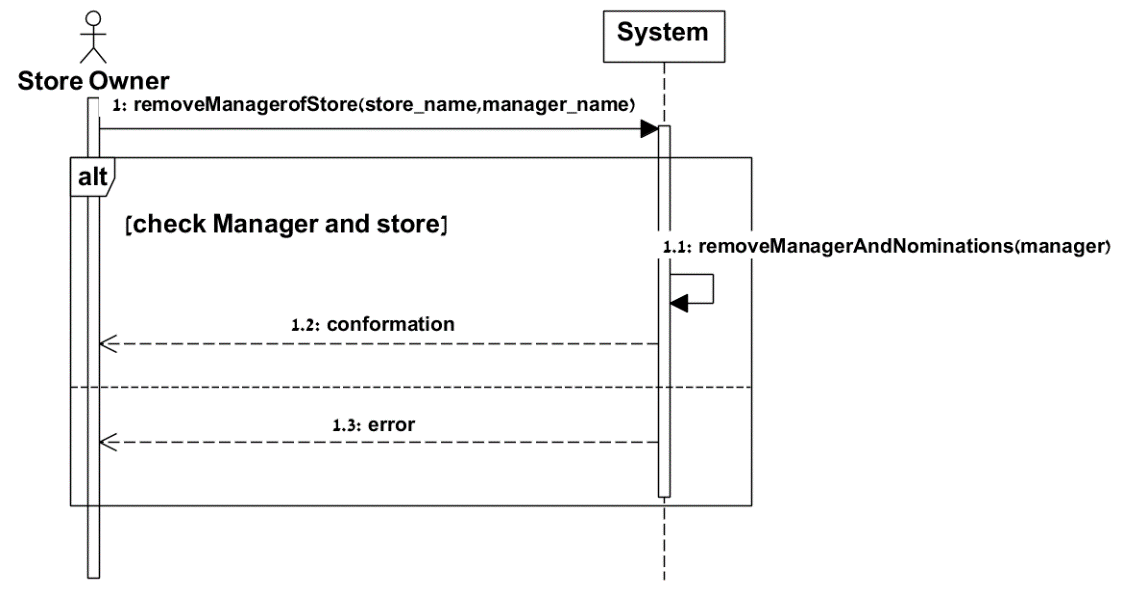 System
Store Owner
1: removeManagerofStore(store_name,manager_name)
alt
[check Manager and store]
1.1: removeManagerAndNominations(manager)
1.2: conformation
1.3: error